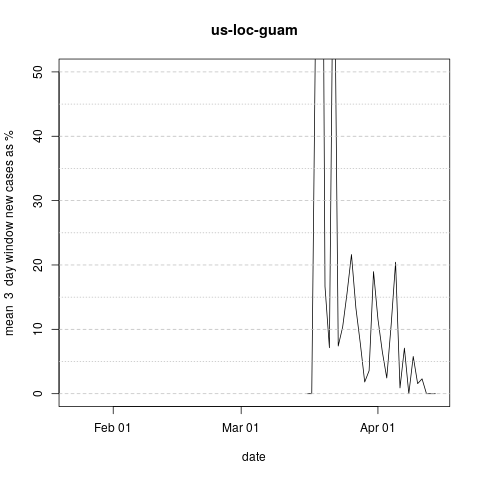 us-loc-guam
mean 3 day window new cases as %
50
40
30
20
10
0
Feb 01
Mar 01
Apr 01
date